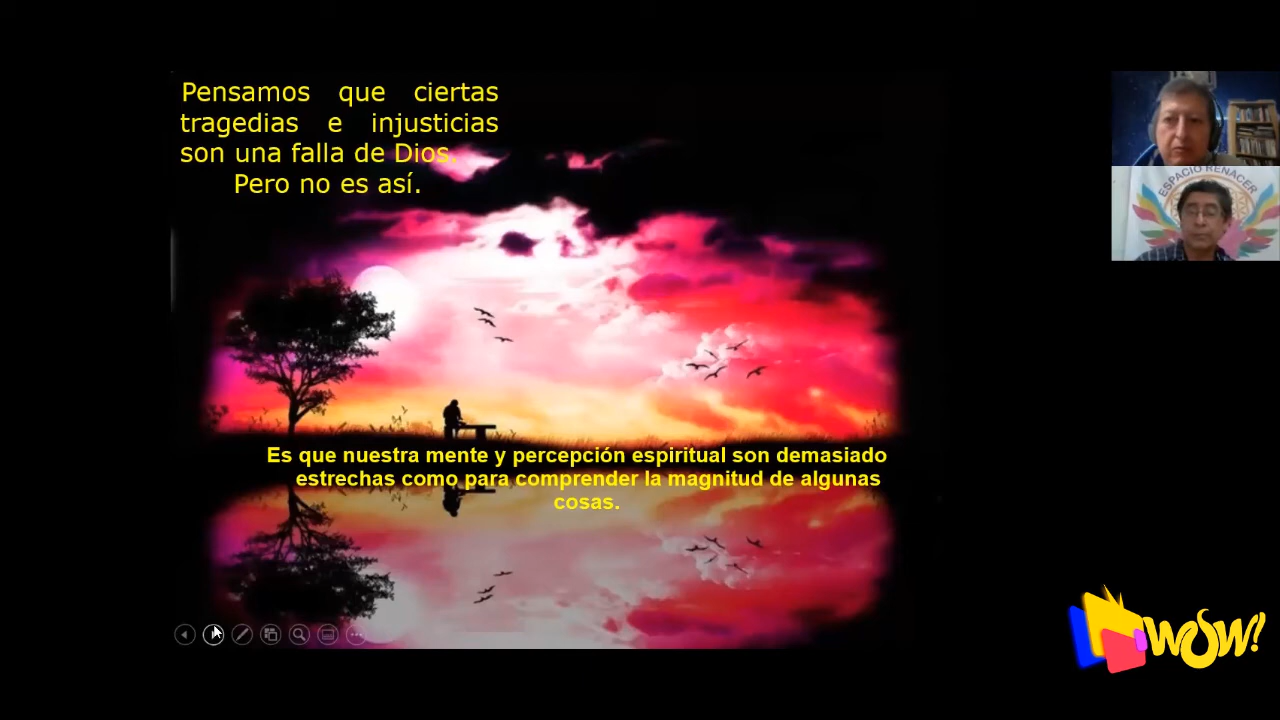 Pensamos que ciertas
tragedias e injusticias
son una falla de Dios.
Pero no es así.
ESPACIO RENACER
Es que nuestra mente y percepción espiritual son demasiado
estrechas como para comprender la magnitud de algunas
cosas.
WOW!